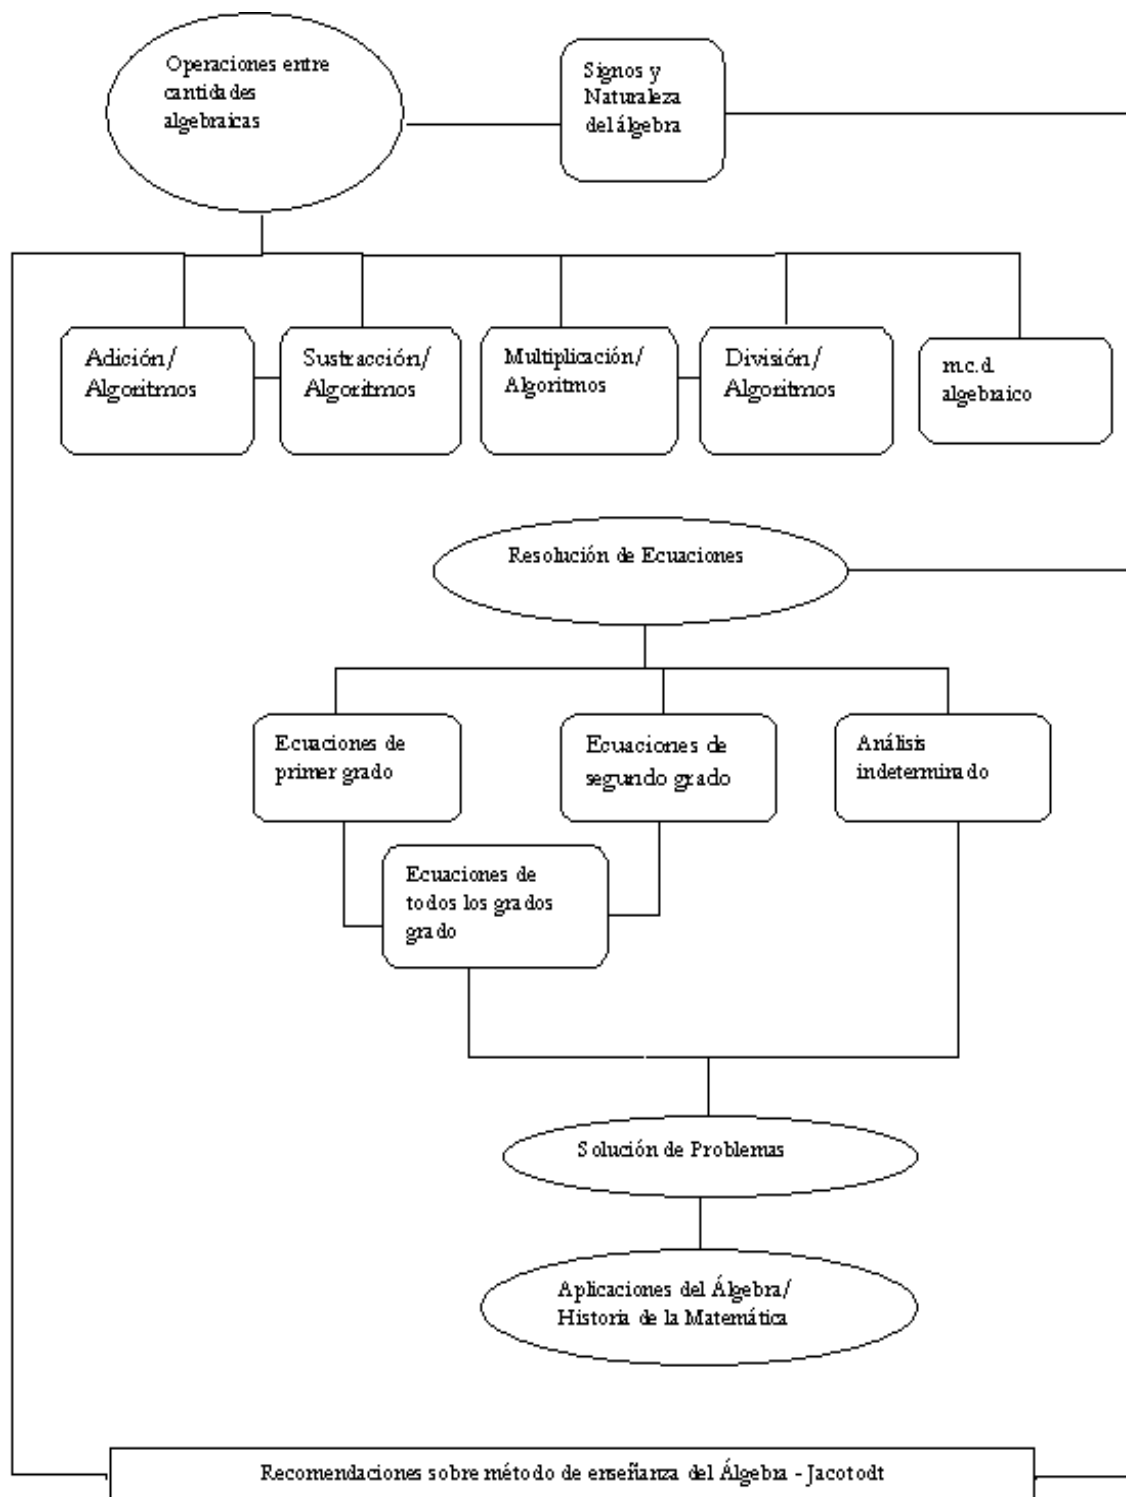 Operaciones entre
cantidades
algebraicas
Signos y
Naturaleza
del álgebra
Adición/
Algoritmos
Sustracción/
Algoritmos
Multiplicación/
Algoritmos
División/
Algoritmos
m.c.d.
algebraico
Resolución de Ecuaciones
Ecuaciones de
primer grado
Ecuaciones de
segundo grado
Análisis
indeterminado
Ecuaciones de
todos los grados
grado
Solución de Problemas
Aplicaciones del Álgebra/
Historia de la Matemática
Recomendaciones sobre método de enseñanza del Álgebra - Jacotodt